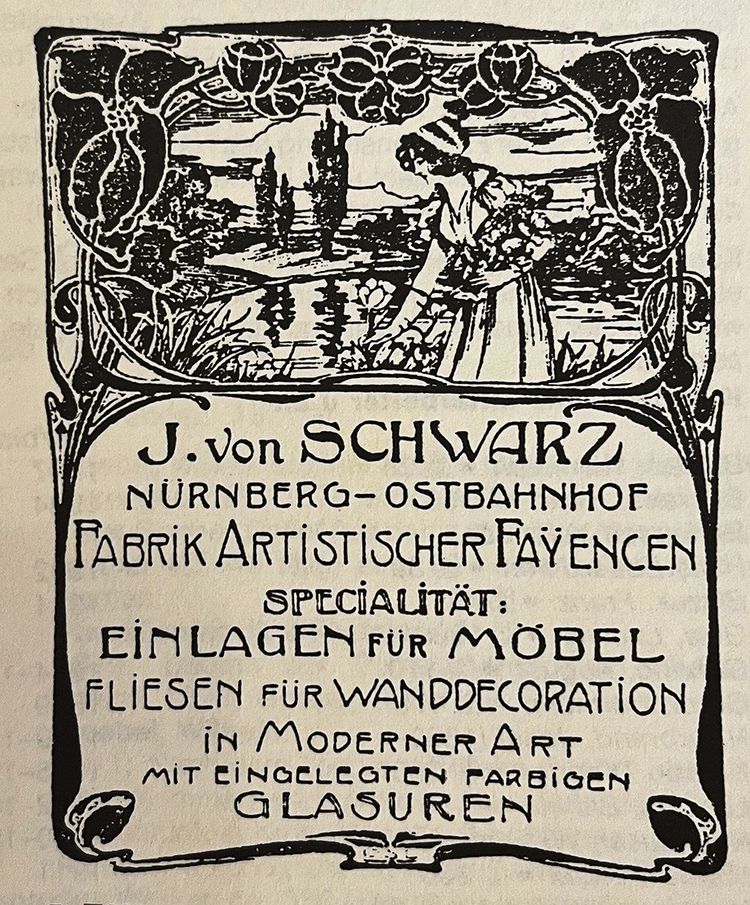 J. von SCHWARZ
NÜRNBERG-OSTBAHNHOF
FABRIK ARTISTISCHER FAŸENCEN
SPECIALITÄT:
EINLAGEN FÜR MÖBEL
FLIESEN FÜR WANDDECORATION
IN MODERNER ART
MIT EINGELEGTEN FARBIGEN
GLASUREN